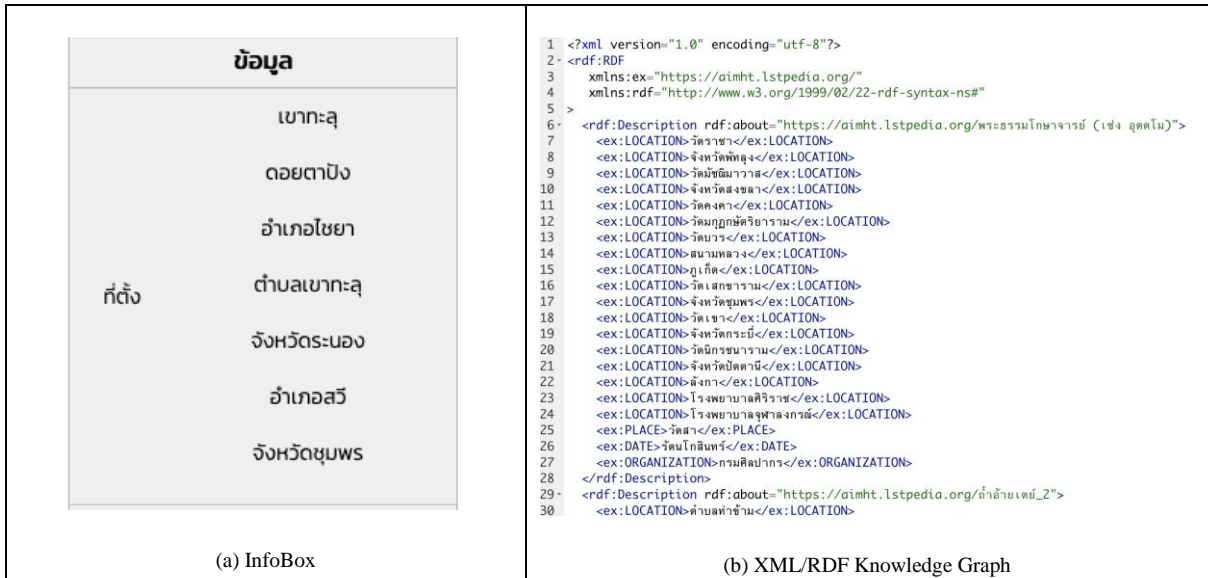 ข้อมูล
ที่ตั้ง
เขาทะลุ
ดอยตาปัง
อำเภอไชยา
ตำบลเขาทะลุ
จังหวัดระนอง
อำเภอสวี
จังหวัดชุมพร
(a) InfoBox
1 <?xml version="1.0" encoding="utf-8"?>
2 <rdf:RDF
3 xmlns:ex="https://aimht.lstpedia.org/"
4 xmlns:rdf="http://www.w3.org/1999/02/22-rdf-syntax-ns#"
5 >
6 <rdf:Description rdf:about="https://aimht.lstpedia.org/พระธรรมโกษาจารย์ (เซ่ง อุตตโม)">
7 <ex:LOCATION>วัดราชา</ex:LOCATION>
8 <ex:LOCATION>จังหวัดพัทลุง</ex:LOCATION>
9 <ex:LOCATION>วัดมัชฌิมาวาส</ex:LOCATION>
10 <ex:LOCATION>จังหวัดสงขลา</ex:LOCATION>
11 <ex:LOCATION>วัดคงคา</ex:LOCATION>
12 <ex:LOCATION>วัดมกุฏกษัตริยาราม</ex:LOCATION>
13 <ex:LOCATION>วัดบวร</ex:LOCATION>
14 <ex:LOCATION>สนามหลวง</ex:LOCATION>
15 <ex:LOCATION>ภูเก็ต</ex:LOCATION>
16 <ex:LOCATION>วัดเสกขาราม</ex:LOCATION>
17 <ex:LOCATION>จังหวัดชุมพร</ex:LOCATION>
18 <ex:LOCATION>วัดเขา</ex:LOCATION>
19 <ex:LOCATION>จังหวัดกระบี่</ex:LOCATION>
20 <ex:LOCATION>วัดนิกรชนาราม</ex:LOCATION>
21 <ex:LOCATION>จังหวัดปัตตานี</ex:LOCATION>
22 <ex:LOCATION>ลังกา</ex:LOCATION>
23 <ex:LOCATION>โรงพยาบาลศิริราช</ex:LOCATION>
24 <ex:LOCATION>โรงพยาบาลจุฬาลงกรณ์</ex:LOCATION>
25 <ex:PLACE>วัดสา</ex:PLACE>
26 <ex:DATE>รัตนโกสินทร์</ex:DATE>
27 <ex:ORGANIZATION>กรมศิลปากร</ex:ORGANIZATION>
28 </rdf:Description>
29 <rdf:Description rdf:about="https://aimht.lstpedia.org/ถ้ำอ้ายเตย์_2">
30 <ex:LOCATION>ตำบลท่าข้าม</ex:LOCATION>
(b) XML/RDF Knowledge Graph